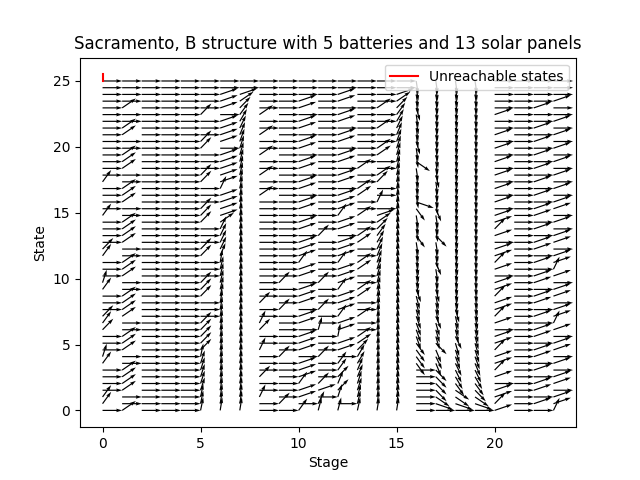 Sacramento, B structure with 5 batteries and 13 solar panels
Unreachable states
25
20
15
10
5
0
State
0 5 10 15 20
Stage